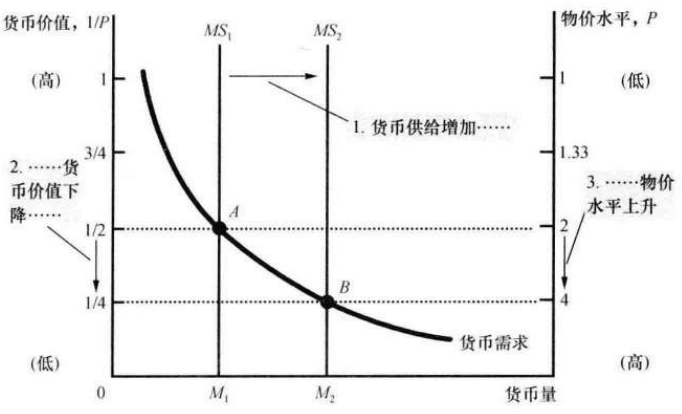 货币价值，1/P
物价水平，P
MS₁
MS₂
(高)
1
1
(低)
1. 货币供给增加……
3/4
1.33
2. ……货
币价值下
降……
3. ……物价
水平上升
A
1/2
2
B
1/4
4
货币需求
(低)
(高)
0
M₁
M₂
货币量